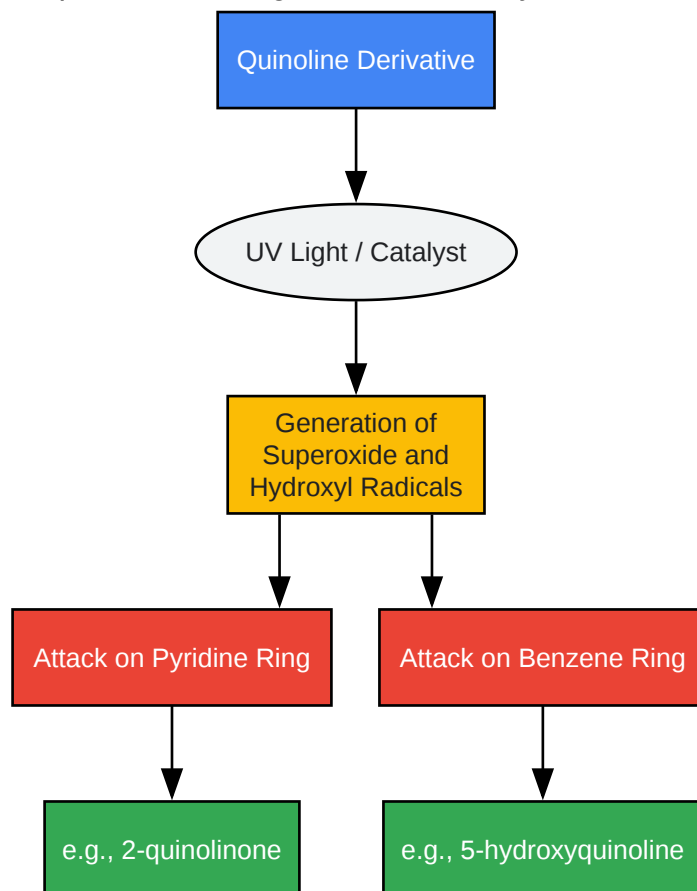 Quinoline Derivative
UV Light / Catalyst
Generation of
Superoxide and
Hydroxyl Radicals
Attack on Pyridine Ring
Attack on Benzene Ring
e.g., 2-quinolinone
e.g., 5-hydroxyquinoline